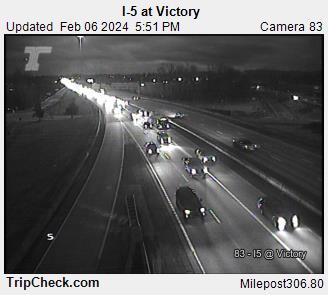 I-5 at Victory
Updated  Feb 06 2024  5:51 PM
Camera 83
T
S
83 - I5 @ Victory
TripCheck.com
Milepost306.80